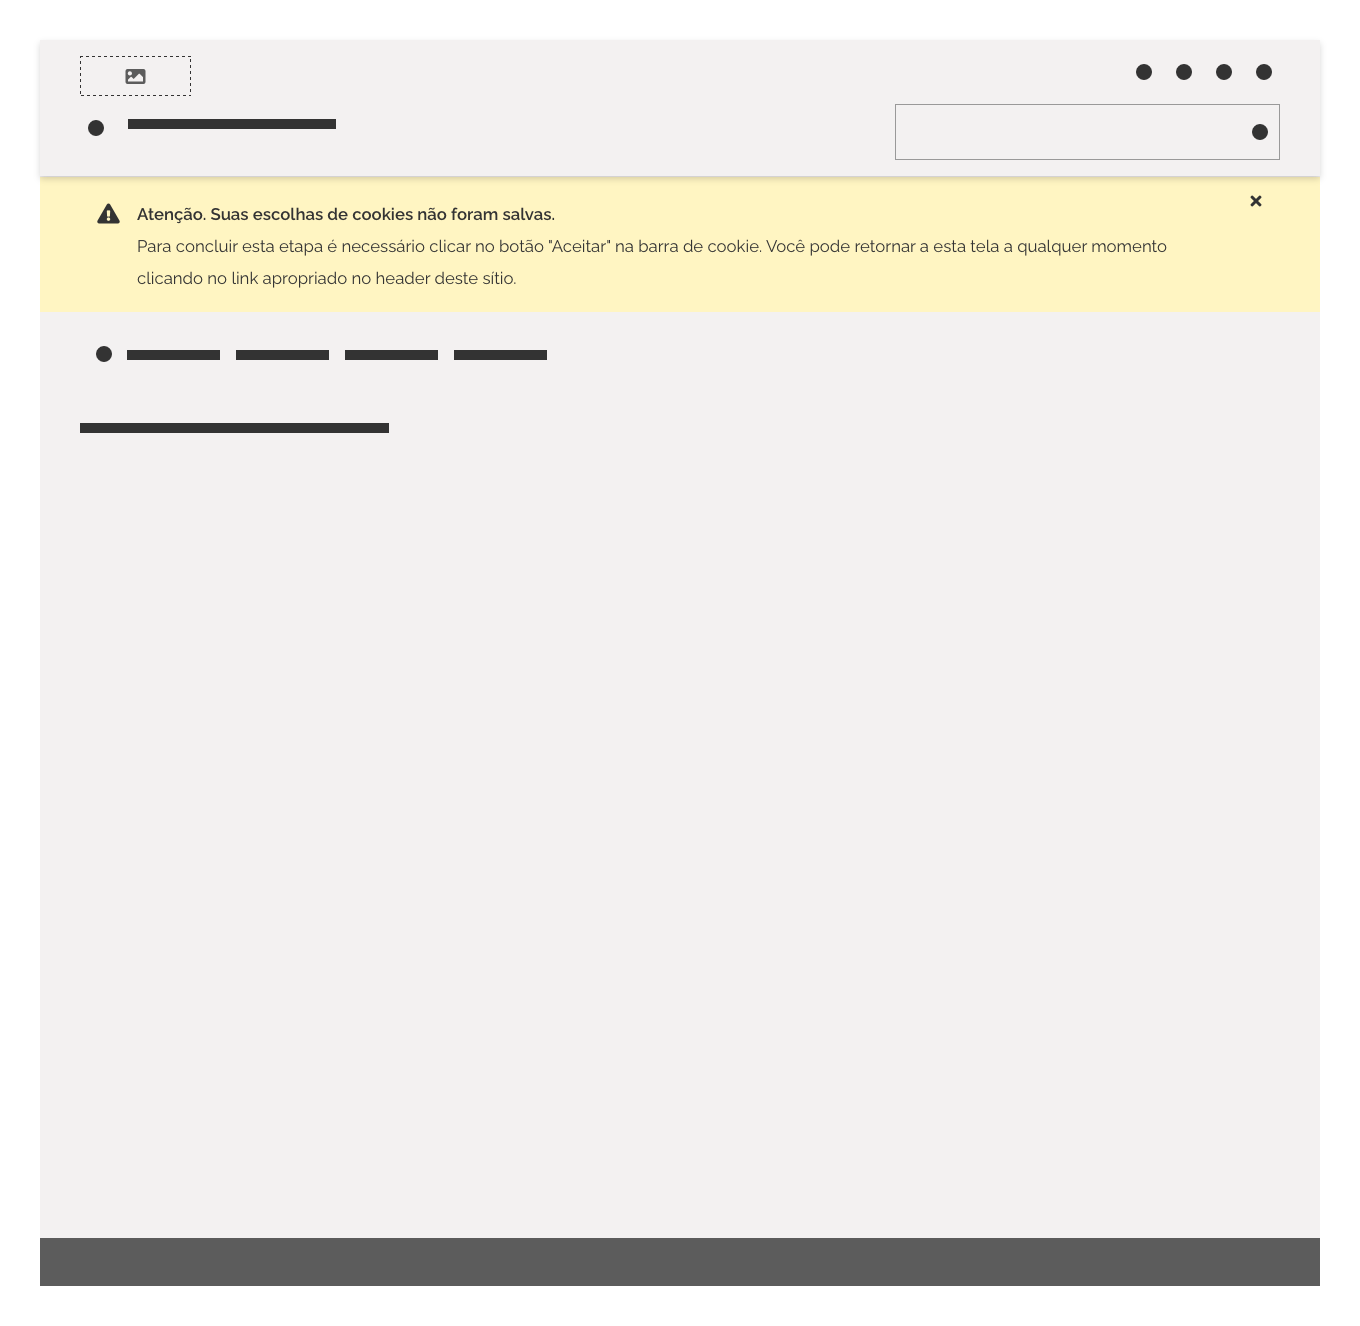 Atenção. Suas escolhas de cookies não foram salvas.
Para concluir esta etapa é necessário clicar no botão "Aceitar" na barra de cookie. Você pode retornar a esta tela a qualquer momento
clicando no link apropriado no header deste sítio.